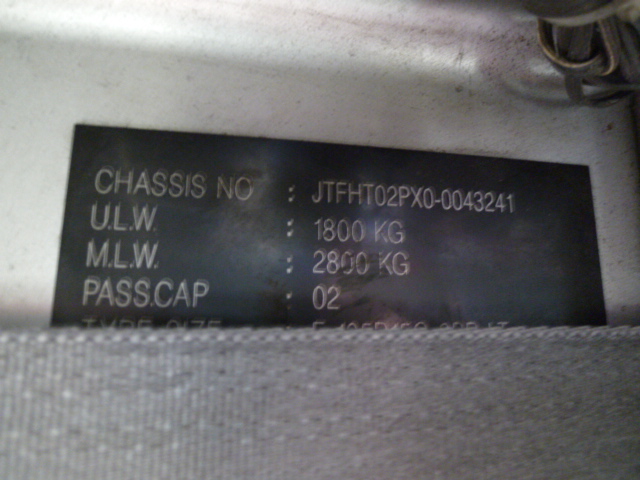 CHASSIS NO : JTFHT02PX0-0043241
U.L.W. : 1800 KG
M.L.W. : 2800 KG
PASS.CAP : 02